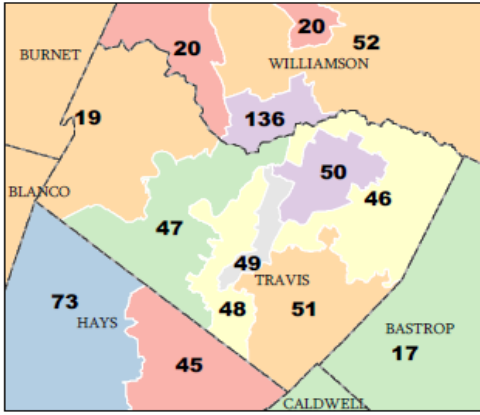 20
20
52
BURNET
WILLIAMSON
19
136
50
46
BLANCO
47
49
TRAVIS
73
48
51
HAYS
BASTROP
17
45
CALDWELL